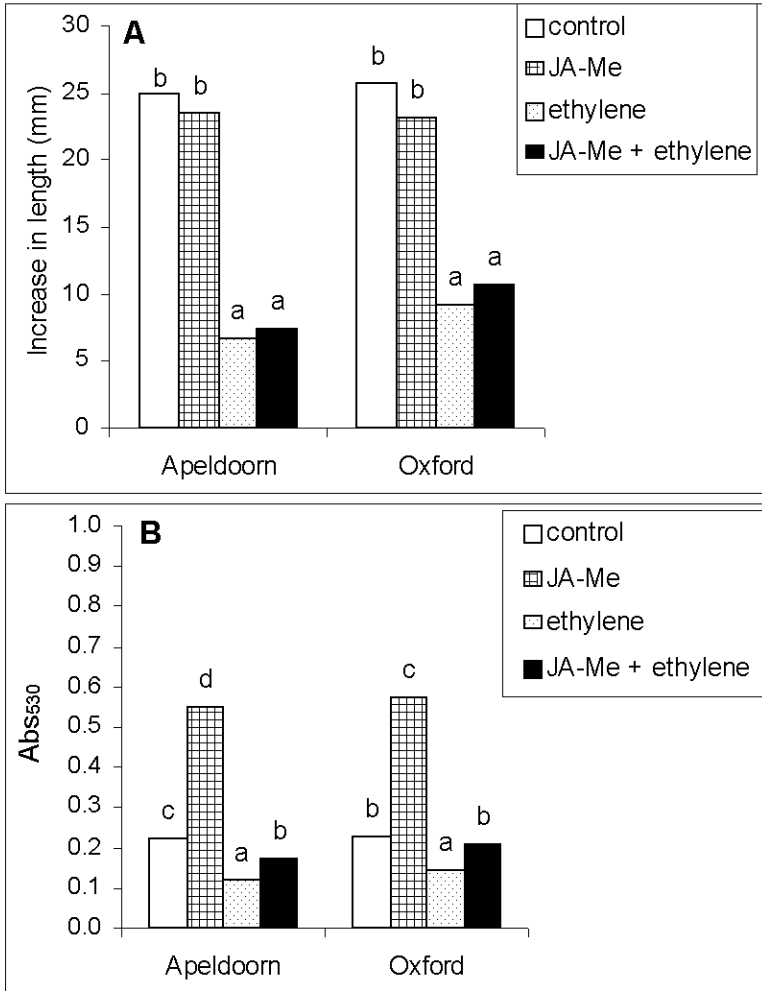 A
30
25
20
15
10
5
0
Increase in length (mm)
b b a a
b b a a
Apeldoorn Oxford
control
JA-Me
ethylene
JA-Me + ethylene
B
1.0
0.9
0.8
0.7
0.6
0.5
0.4
0.3
0.2
0.1
0.0
Abs530
c d a b
b c a b
Apeldoorn Oxford
control
JA-Me
ethylene
JA-Me + ethylene